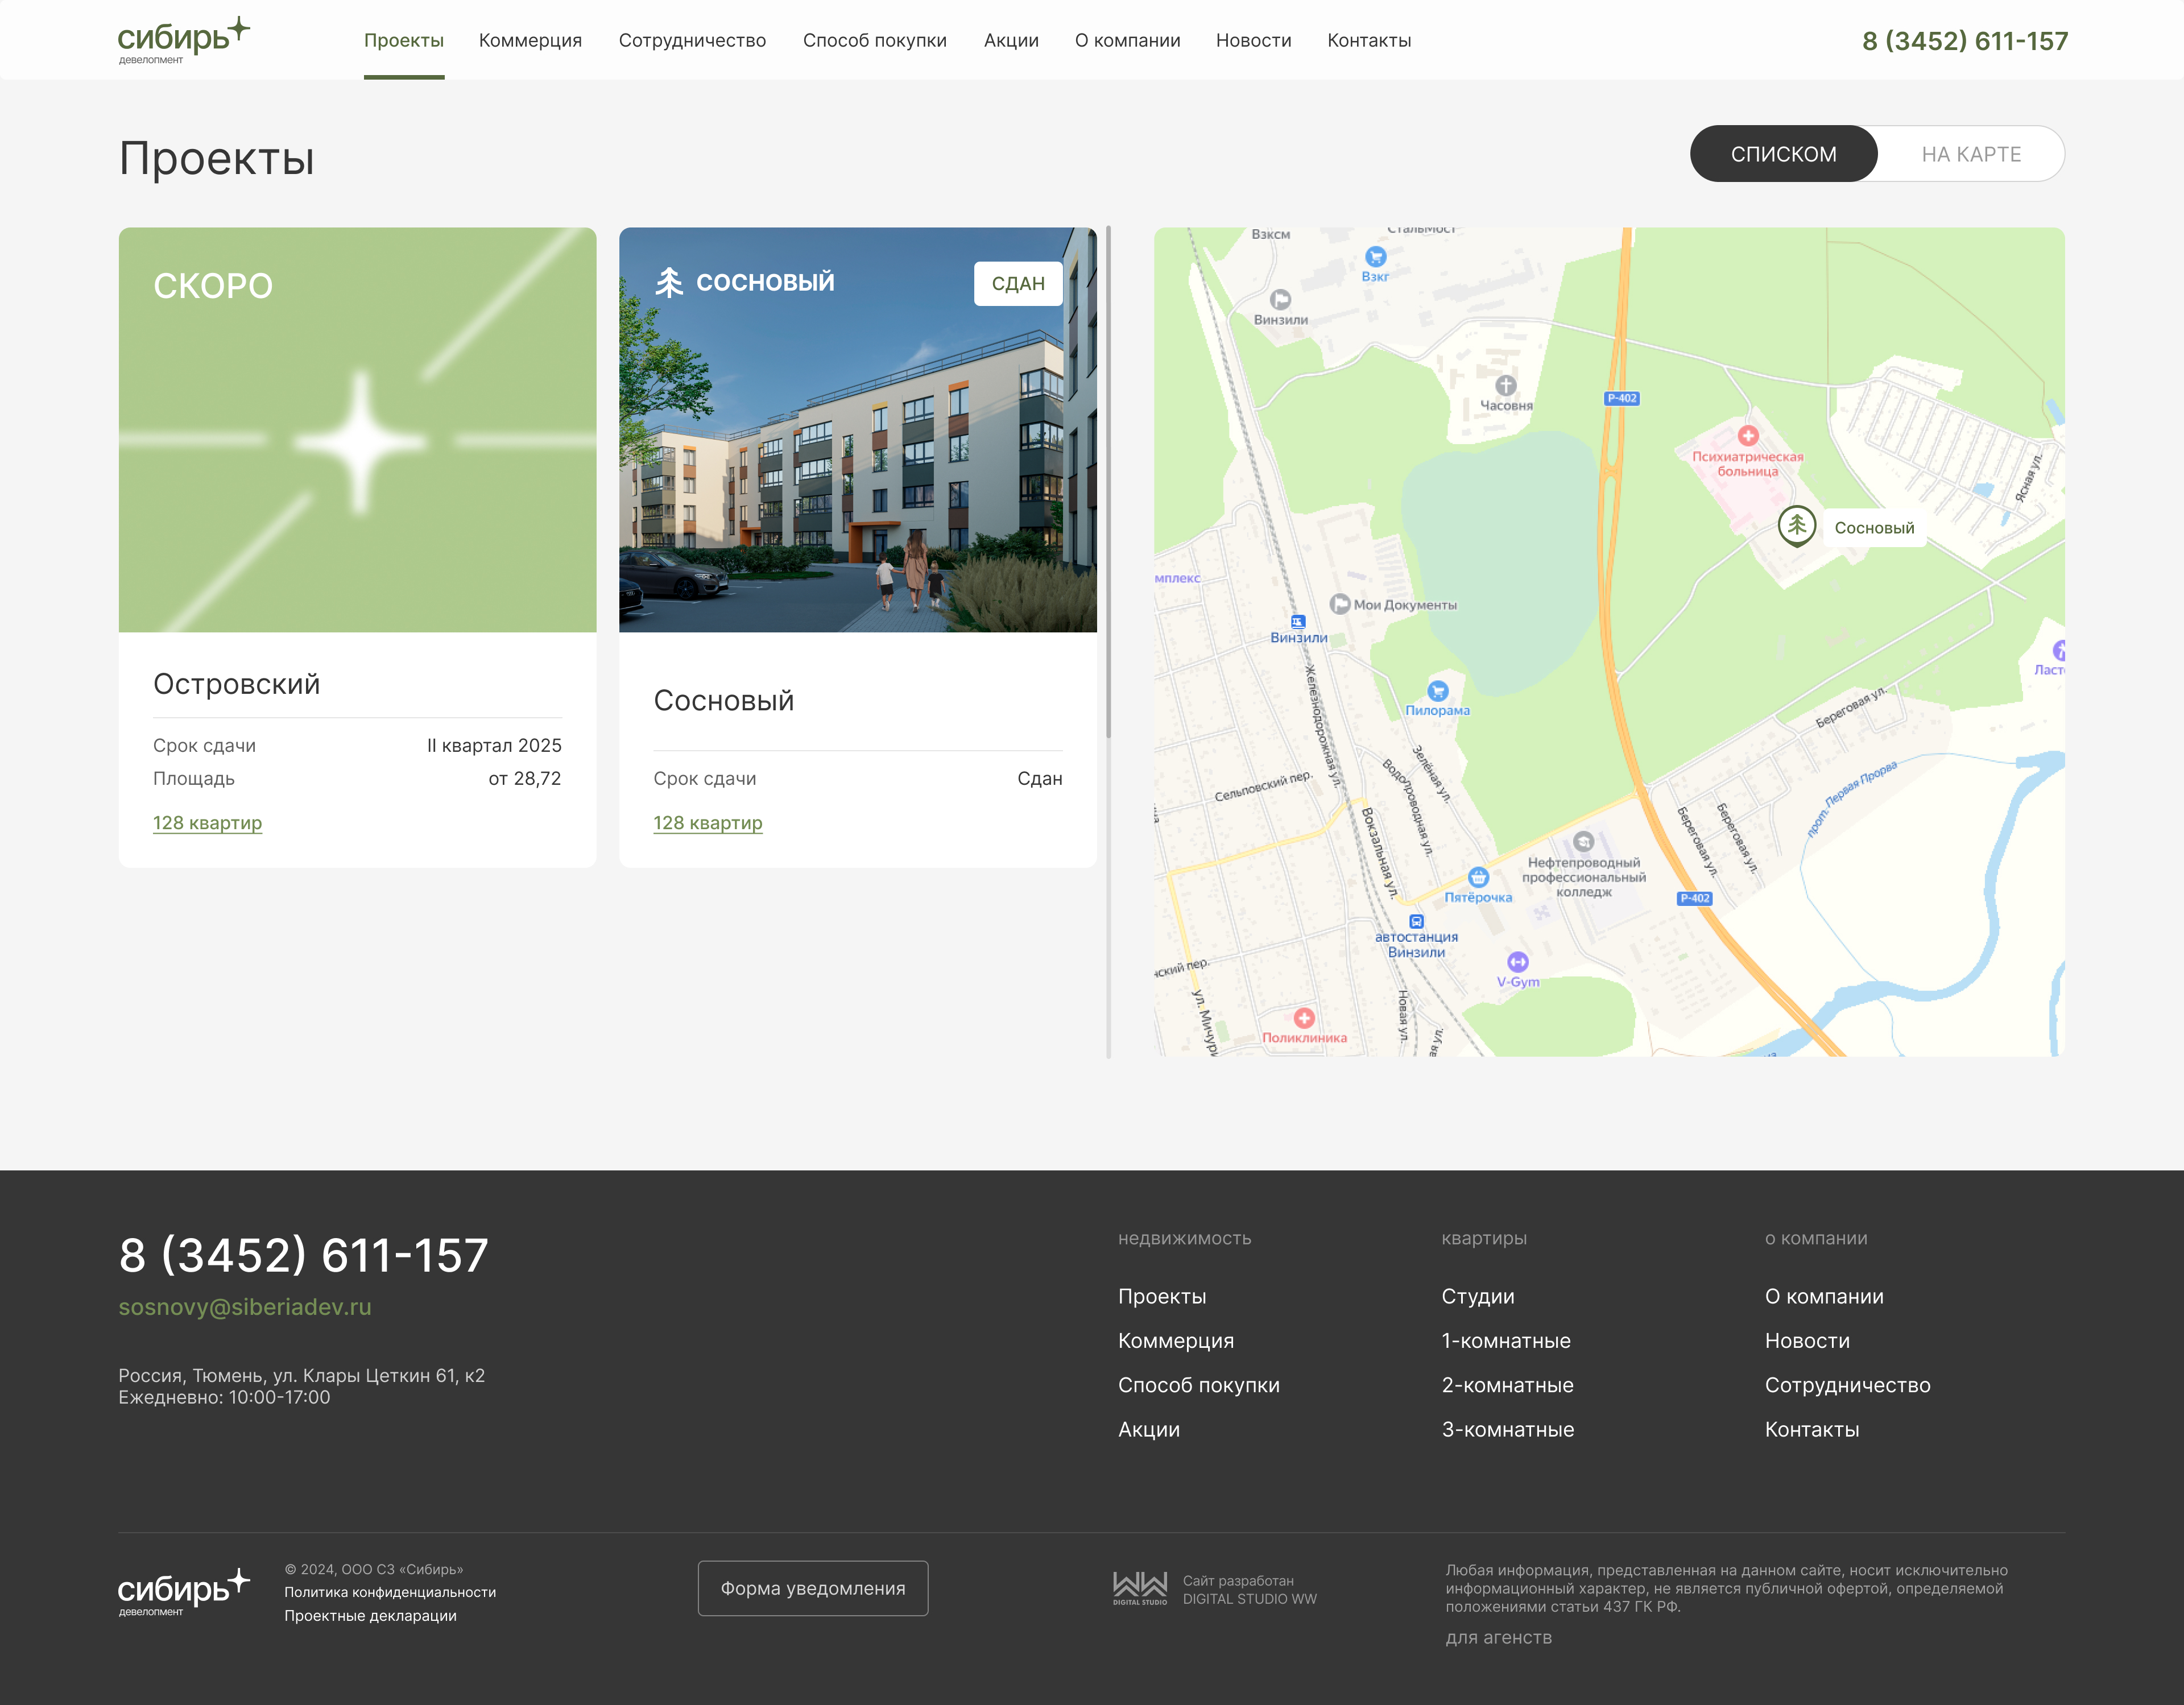 сибирь
девелопмент
Проекты
Коммерция
Сотрудничество
Способ покупки
Акции
О компании
Новости
Контакты
8 (3452) 611-157
Проекты
СПИСКОМ
НА КАРТЕ
СКОРО
Островский
Срок сдачи II квартал 2025
Площадь от 28,72
128 квартир
СОСНОВЫЙ
СДАН
Сосновый
Срок сдачи Сдан
128 квартир
Взксм
Стальмост
Взкг
Винзили
Часовня
Р-402
Психиатрическая
больница
Ясная ул.
Сосновый
мплекс
Мои Документы
Винзили
Ласт
Железнодорожная ул.
Пилорама
Береговая ул.
Зелёная ул.
Водопроводная ул.
Сельповский пер.
прот. Первая Прорва
Вокзальная ул.
Береговая ул.
Береговая ул.
Нефтепроводный
профессиональный
колледж
Пятёрочка
Р-402
автостанция
Винзили
нский пер.
V-Gym
ул. Мичури
Новая ул.
Поликлиника
ая ул.
8 (3452) 611-157
sosnovy@siberiadev.ru
Россия, Тюмень, ул. Клары Цеткин 61, к2
Ежедневно: 10:00-17:00
недвижимость
Проекты
Коммерция
Способ покупки
Акции
квартиры
Студии
1-комнатные
2-комнатные
3-комнатные
о компании
О компании
Новости
Сотрудничество
Контакты
сибирь
девелопмент
© 2024, ООО СЗ «Сибирь»
Политика конфиденциальности
Проектные декларации
Форма уведомления
DIGITAL STUDIO
Сайт разработан
DIGITAL STUDIO WW
Любая информация, представленная на данном сайте, носит исключительно
информационный характер, не является публичной офертой, определяемой
положениями статьи 437 ГК РФ.
для агенств